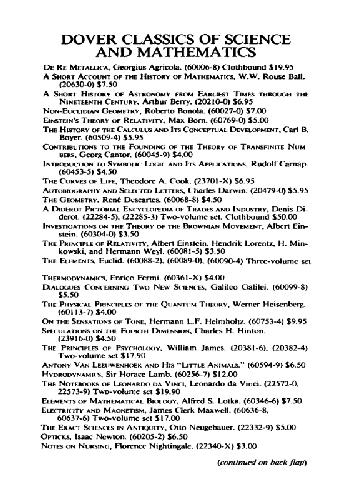 DOVER CLASSICS OF SCIENCE
AND MATHEMATICS
DE RE METALLICA, Georgius Agricola. (60006-8) Clothbound $19.95
A SHORT ACCOUNT OF THE HISTORY OF MATHEMATICS, W.W. Rouse Ball.
(20630-0) $7.50
A SHORT HISTORY OF ASTRONOMY FROM EARLIEST TIMES THROUGH THE
NINETEENTH CENTURY, Arthur Berry. (20210-0) $6.95
NON-EUCLIDEAN GEOMETRY, Roberto Bonola. (60027-0) $7.00
EINSTEIN'S THEORY OF RELATIVITY, Max Born. (60769-0) $5.00
THE HISTORY OF THE CALCULUS AND ITS CONCEPTUAL DEVELOPMENT, Carl B.
Boyer. (60509-4) $5.95
CONTRIBUTIONS TO THE FOUNDING OF THE THEORY OF TRANSFINITE NUM-
BERS, Georg Cantor. (60045-9) $4.00
INTRODUCTION TO SYMBOLIC LOGIC AND ITS APPLICATIONS, Rudolf Carnap.
(60453-5) $4.50
THE CURVES OF LIFE, Theodore A. Cook. (23701-X) $6.95
AUTOBIOGRAPHY AND SELECTED LETTERS, Charles Darwin. (20479-0) $5.95
THE GEOMETRY, René Descartes. (60068-8) $4.50
A DIDEROT PICTORIAL ENCYCLOPEDIA OF TRADES AND INDUSTRY, Denis Di-
derot. (22284-5), (22285-3) Two-volume set. Clothbound $50.00
INVESTIGATIONS ON THE THEORY OF THE BROWNIAN MOVEMENT, Albert Ein-
stein. (60304-0) $3.50
THE PRINCIPLE OF RELATIVITY, Albert Einstein, Hendrik Lorentz, H. Min-
kowski, and Hermann Weyl. (60081-5) $3.50
THE ELEMENTS, Euclid. (60088-2), (60089-0), (60090-4) Three-volume set
THERMODYNAMICS, Enrico Fermi. (60361-X) $4.00
DIALOGUES CONCERNING TWO NEW SCIENCES, Galileo Galilei. (60099-8)
$5.50
THE PHYSICAL PRINCIPLES OF THE QUANTUM THEORY, Werner Heisenberg.
(60113-7) $4.00
ON THE SENSATIONS OF TONE, Hermann L.F. Helmholtz. (60753-4) $9.95
SPECULATIONS ON THE FOURTH DIMENSION, Charles H. Hinton.
(23916-0) $4.50
THE PRINCIPLES OF PSYCHOLOGY, William James. (20381-6), (20382-4)
Two-volume set $17.90
ANTONY VAN LEEUWENHOEK AND HIS "LITTLE ANIMALS." (60594-9) $6.50
HYDRODYNAMICS, Sir Horace Lamb. (60256-7) $12.00
THE NOTEBOOKS OF LEONARDO DA VINCI, Leonardo da Vinci. (22572-0,
22573-9) Two-volume set $19.90
ELEMENTS OF MATHEMATICAL BIOLOGY, Alfred S. Lotka. (60346-6) $7.50
ELECTRICITY AND MAGNETISM, James Clerk Maxwell. (60636-8,
60637-6) Two-volume set $17.00
THE EXACT SCIENCES IN ANTIQUITY, Otto Neugebauer. (22332-9) $5.00
OPTICKS, Isaac Newton. (60205-2) $6.50
NOTES ON NURSING, Florence Nightingale. (22340-X) $3.00
(continued on back flap)